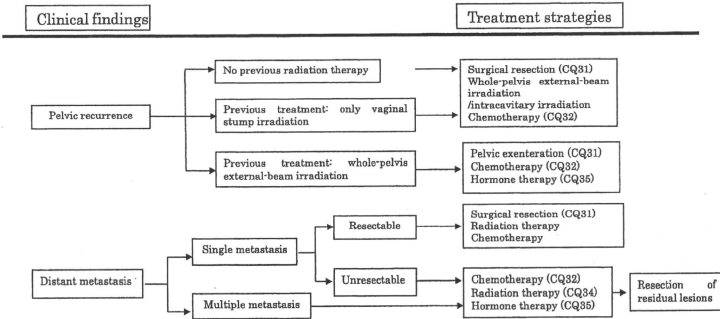 Clinical findings
Treatment strategies
No previous radiation therapy
Surgical resection (CQ31)
Whole-pelvis external-beam
irradiation
/intracavitary irradiation
Chemotherapy (CQ32)
Pelvic recurrence
Previous treatment: only vaginal
stump irradiation
Previous treatment: whole-pelvis
external-beam irradiation
Pelvic exenteration (CQ31)
Chemotherapy (CQ32)
Hormone therapy (CQ35)
Distant metastasis
Single metastasis
Resectable
Surgical resection (CQ31)
Radiation therapy
Chemotherapy
Unresectable
Multiple metastasis
Chemotherapy (CQ32)
Radiation therapy (CQ34)
Hormone therapy (CQ35)
Resection of
residual lesions